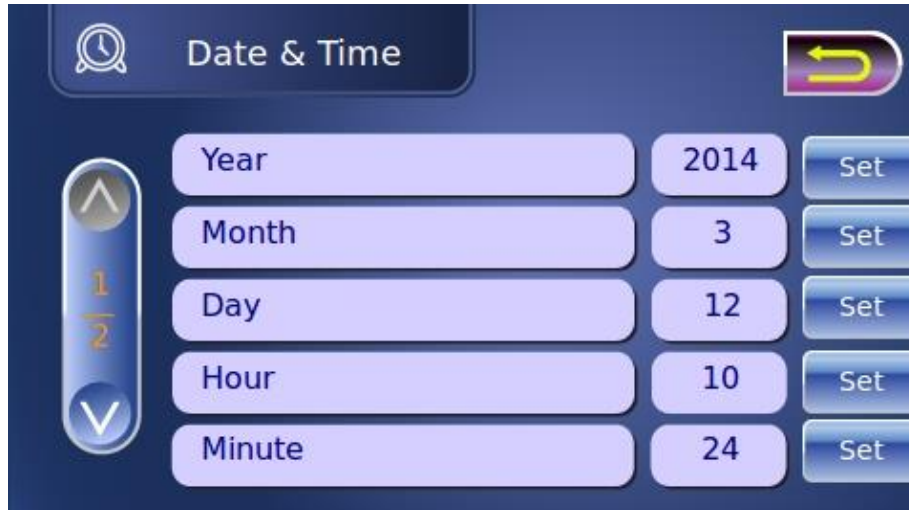 Date & Time
Year 2014 Set
Month 3 Set
1
2
Day 12 Set
Hour 10 Set
Minute 24 Set